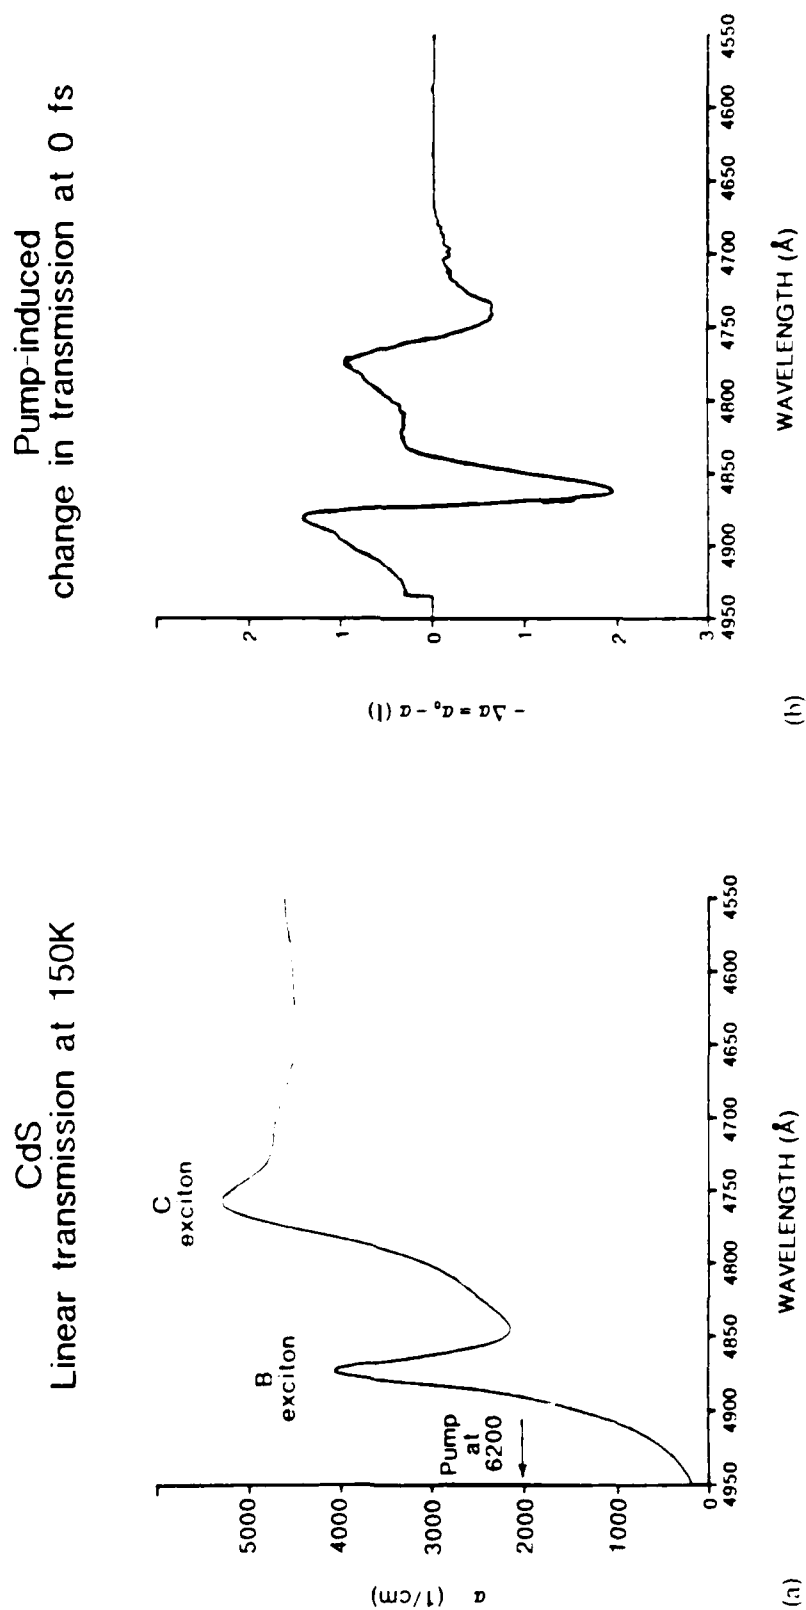 CdS
Linear transmission at 150K
C
exciton
B
exciton
Pump
at
6200
5000
4000
3000
2000
1000
0
α (1/cm)
4950 4900 4850 4800 4750 4700 4650 4600 4550
WAVELENGTH (Å)
(a)
Pump-induced
change in transmission at 0 fs
2
1
0
1
2
3
- Δα = α₀ - α (l)
4950 4900 4850 4800 4750 4700 4650 4600 4550
WAVELENGTH (Å)
(b)